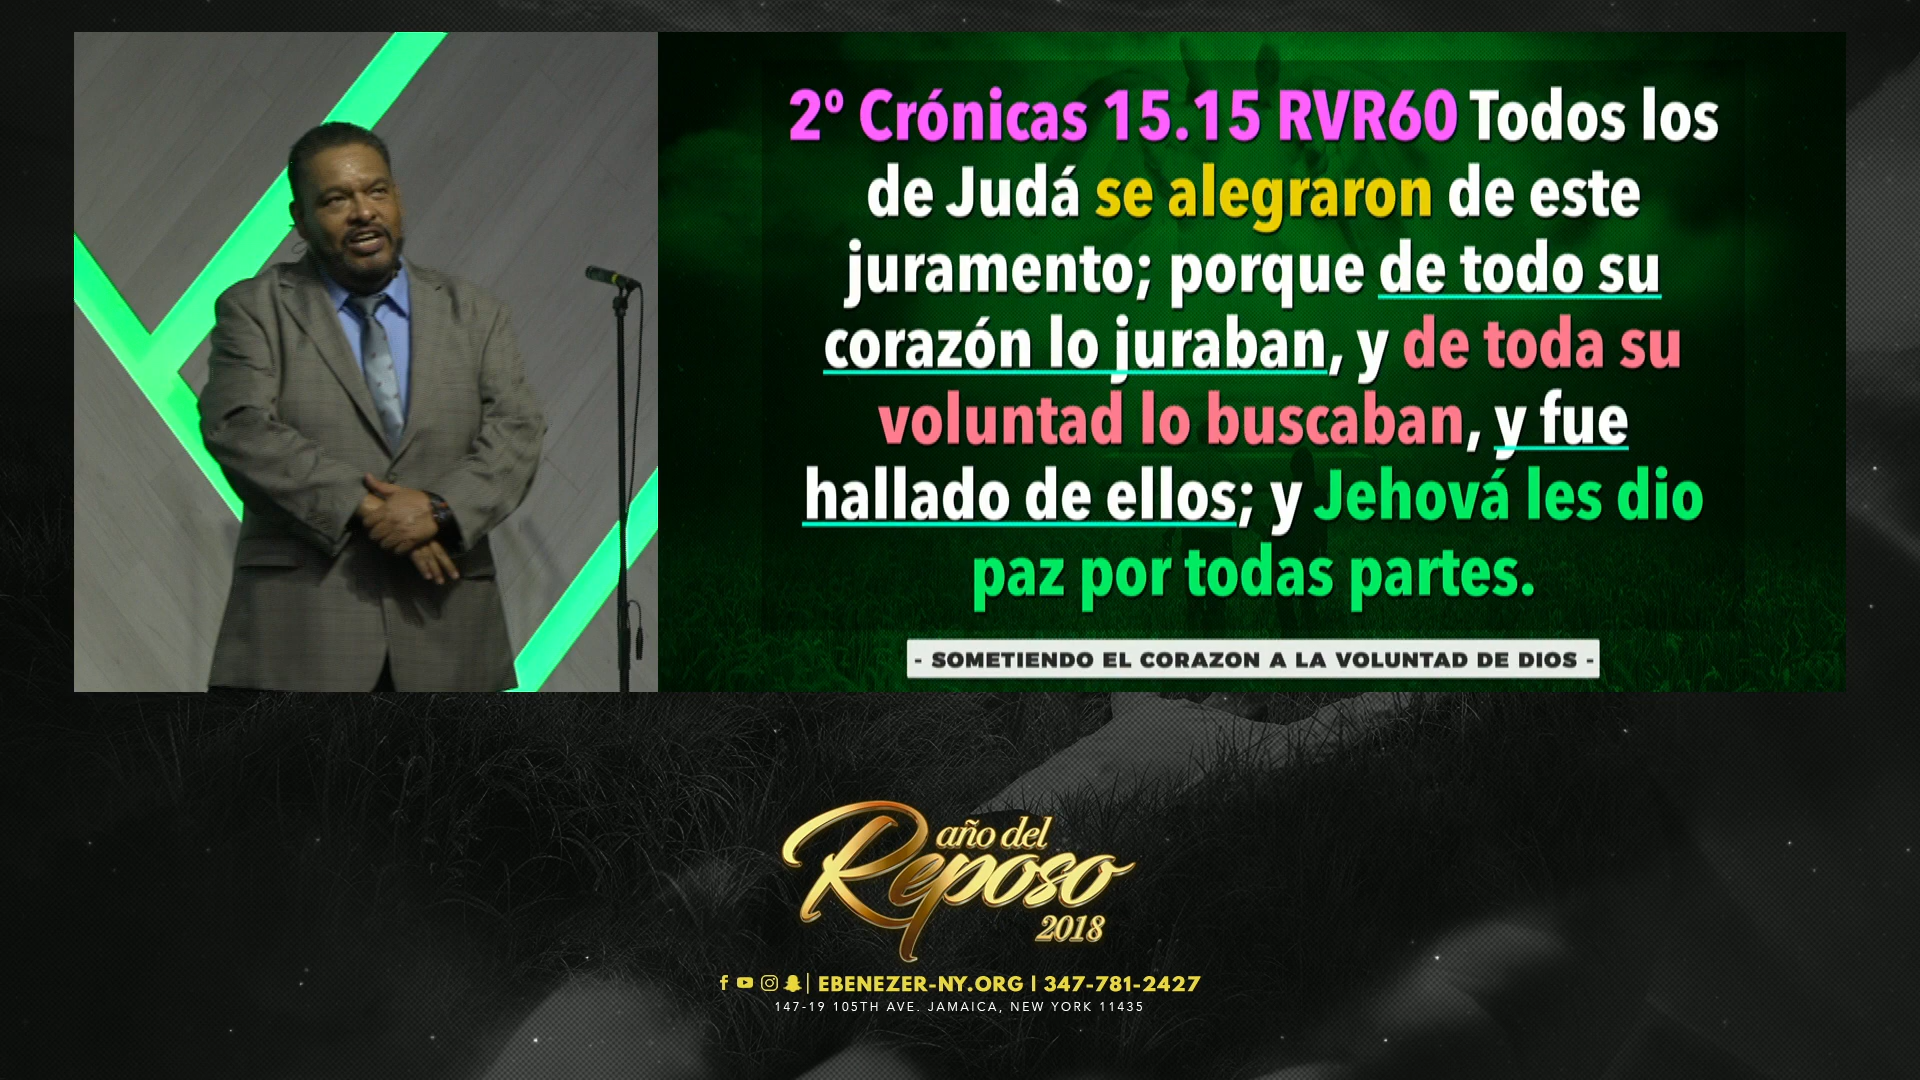 2º Crónicas 15.15 RVR60 Todos los
de Judá se alegraron de este
juramento; porque de todo su
corazón lo juraban, y de toda su
voluntad lo buscaban, y fue
hallado de ellos; y Jehová les dio
paz por todas partes.
- SOMETIENDO EL CORAZON A LA VOLUNTAD DE DIOS -
año del
Reposo
2018
| EBENEZER-NY.ORG | 347-781-2427
147-19 105TH AVE. JAMAICA, NEW YORK 11435